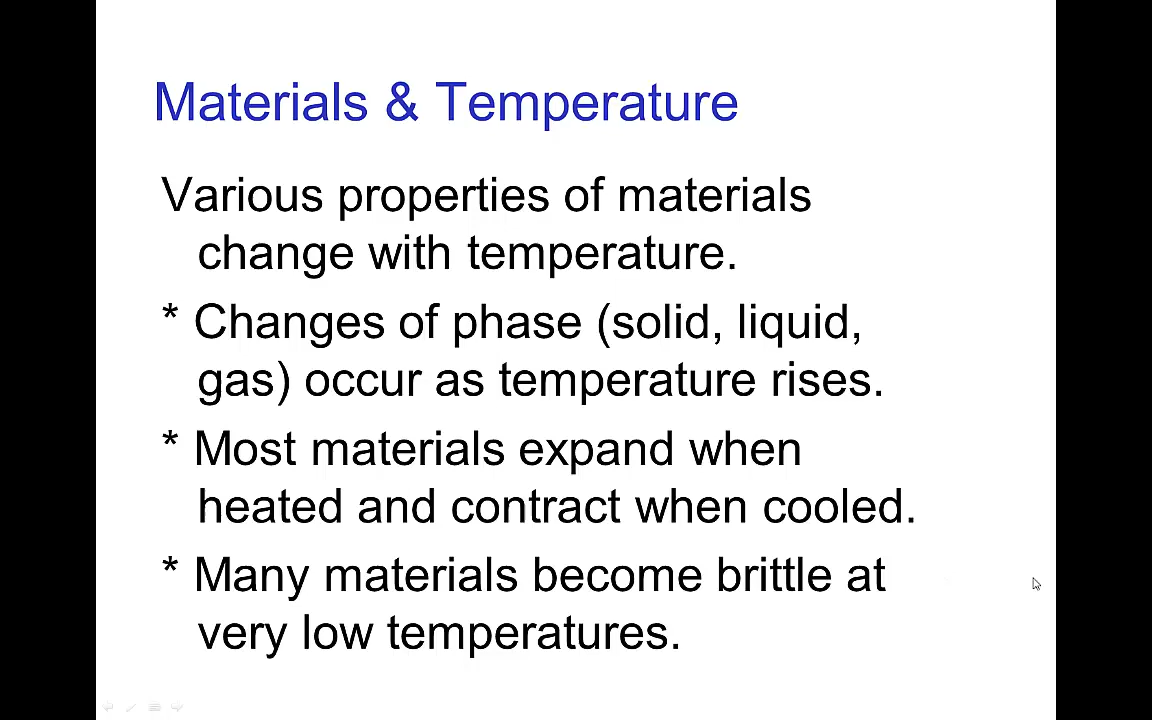 Materials & Temperature
Various properties of materials
change with temperature.
* Changes of phase (solid, liquid,
gas) occur as temperature rises.
* Most materials expand when
heated and contract when cooled.
* Many materials become brittle at
very low temperatures.